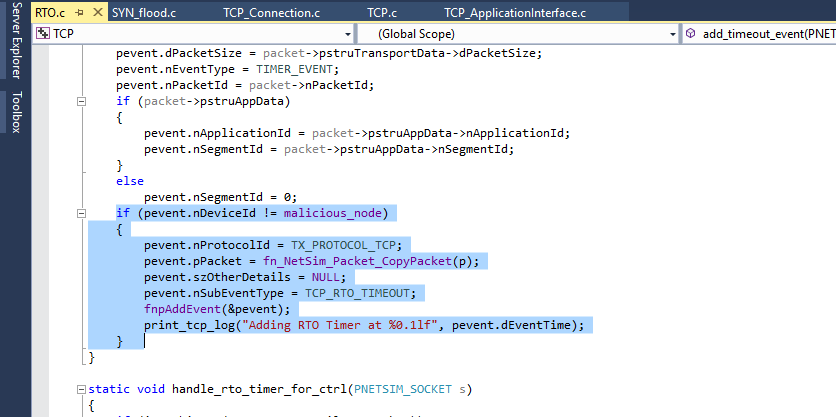 RTO.c SYN_flood.c TCP_Connection.c TCP.c TCP_ApplicationInterface.c
TCP (Global Scope) add_timeout_event(PNET
Server Explorer
Toolbox
pevent.dPacketSize = packet->pstruTransportData->dPacketSize;
pevent.nEventType = TIMER_EVENT;
pevent.nPacketId = packet->nPacketId;
if (packet->pstruAppData)
{
pevent.nApplicationId = packet->pstruAppData->nApplicationId;
pevent.nSegmentId = packet->pstruAppData->nSegmentId;
}
else
pevent.nSegmentId = 0;
if (pevent.nDeviceId != malicious_node)
{
pevent.nProtocolId = TX_PROTOCOL_TCP;
pevent.pPacket = fn_NetSim_Packet_CopyPacket(p);
pevent.szOtherDetails = NULL;
pevent.nSubEventType = TCP_RTO_TIMEOUT;
fnpAddEvent(&pevent);
print_tcp_log("Adding RTO Timer at %0.1lf", pevent.dEventTime);
}
}
static void handle_rto_timer_for_ctrl(PNETSIM_SOCKET s)
{